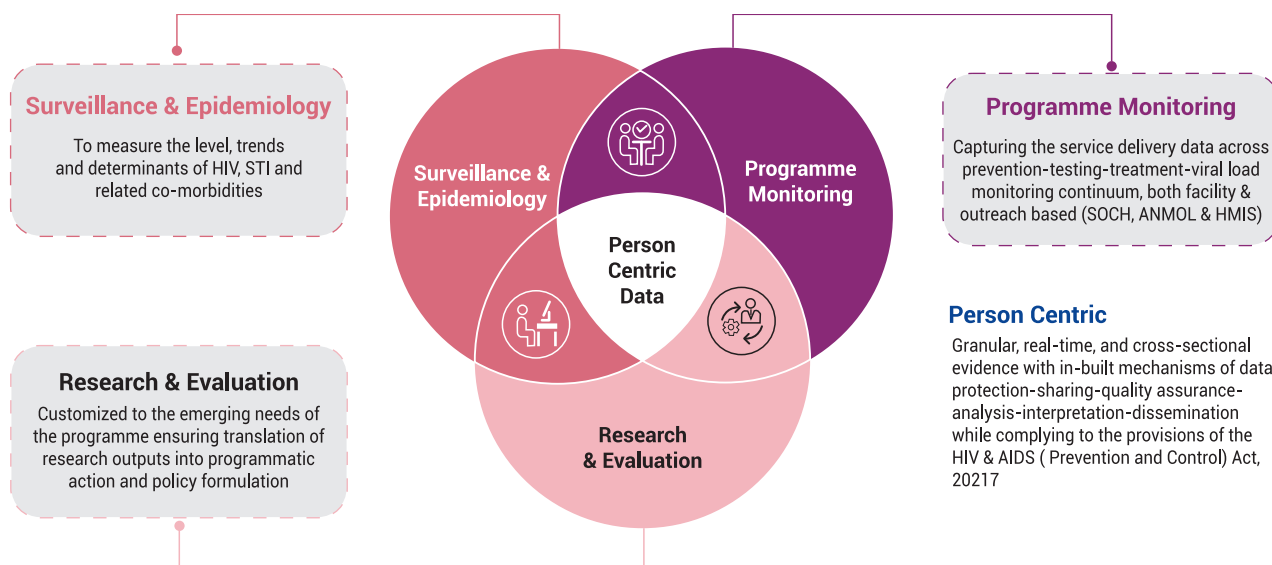 Surveillance & Epidemiology
To measure the level, trends
and determinants of HIV, STI and
related co-morbidities
Research & Evaluation
Customized to the emerging needs of
the programme ensuring translation of
research outputs into programmatic
action and policy formulation
Surveillance &
Epidemiology
Programme
Monitoring
Person
Centric
Data
Research
& Evaluation
Programme Monitoring
Capturing the service delivery data across
prevention-testing-treatment-viral load
monitoring continuum, both facility &
outreach based (SOCH, ANMOL & HMIS)
Person Centric
Granular, real-time, and cross-sectional
evidence with in-built mechanisms of data
protection-sharing-quality assurance-
analysis-interpretation-dissemination
while complying to the provisions of the
HIV & AIDS ( Prevention and Control) Act,
20217